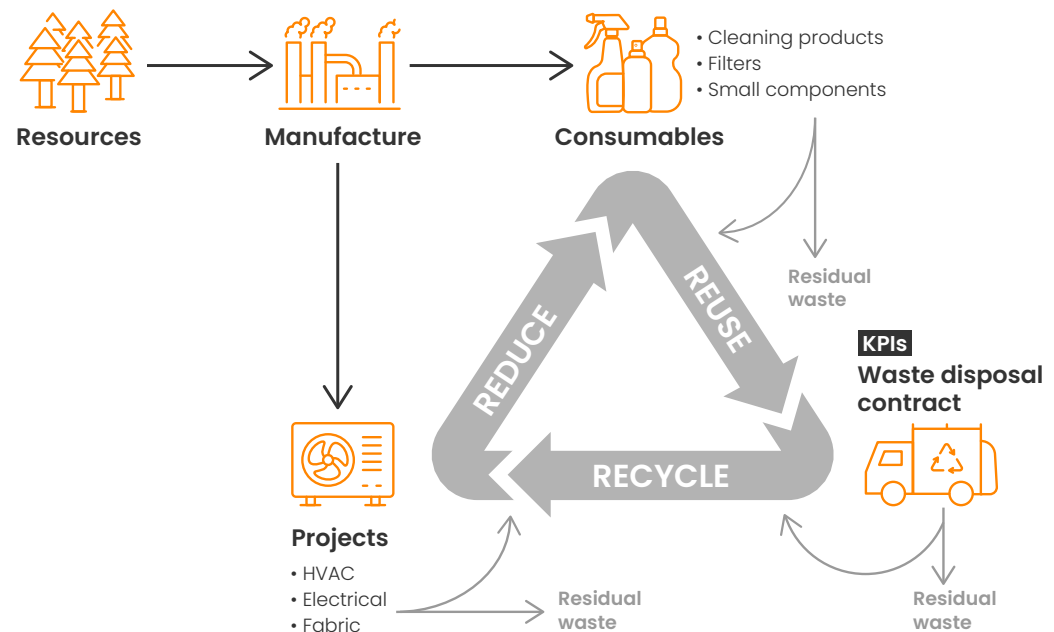 Resources
Manufacture
Consumables
• Cleaning products
• Filters
• Small components
Residual
waste
REDUCE
REUSE
RECYCLE
KPIs
Waste disposal
contract
Projects
• HVAC
• Electrical
• Fabric
Residual
waste
Residual
waste